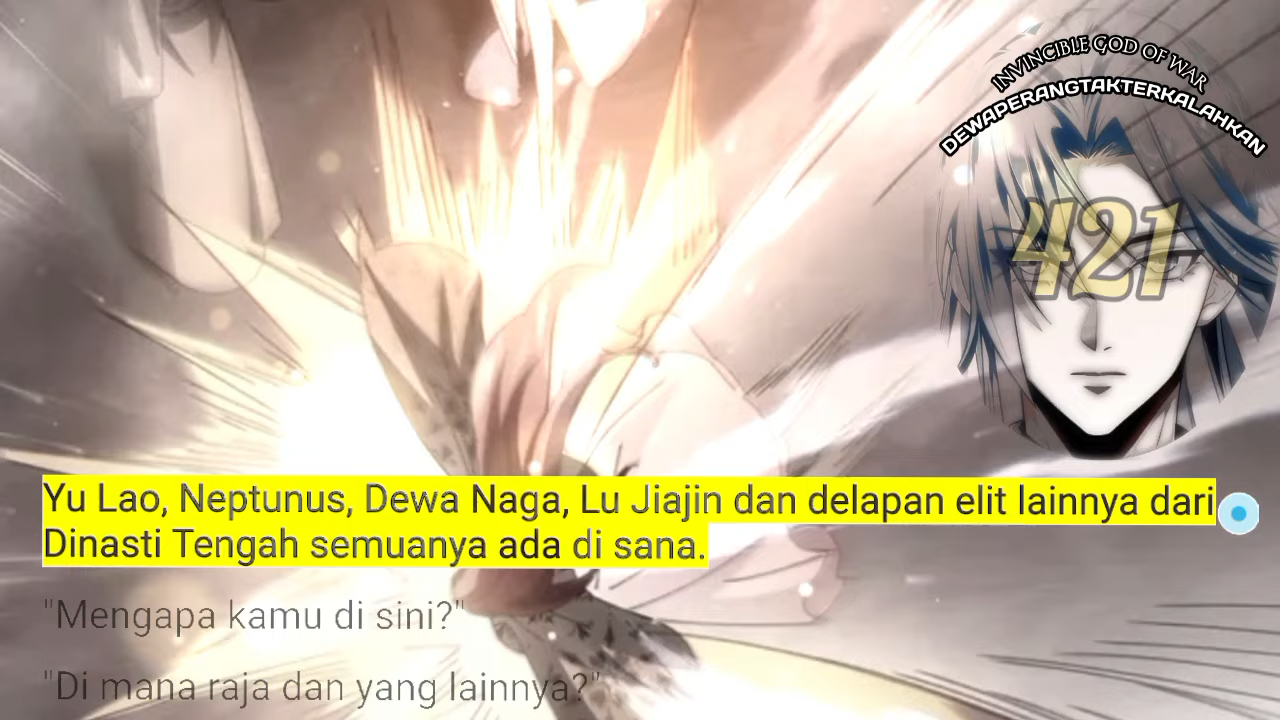 INVINCIBLE GOD OF WAR
DEWAPERANGTAKTERKALAHKAN
421
Yu Lao, Neptunus, Dewa Naga, Lu Jiajin dan delapan elit lainnya dari
Dinasti Tengah semuanya ada di sana.
"Mengapa kamu di sini?"
"Di mana raja dan yang lainnya?"